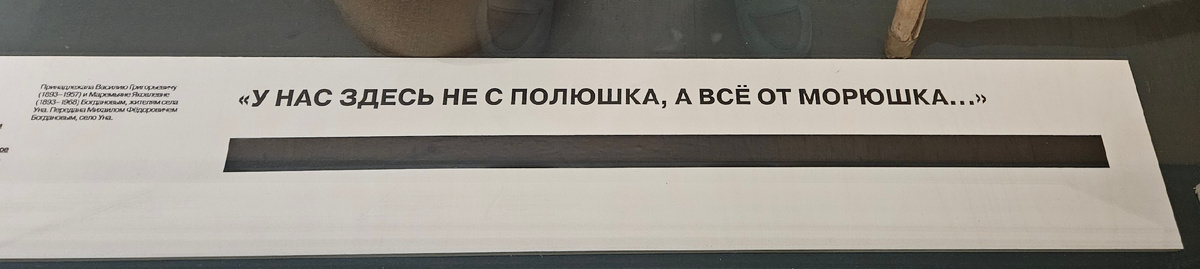 Принадлежала Василию Григорьевичу
(1893–1957) и Маремьяне Яковлевне
(1893–1968) Богдановым, жителям села
Уна. Передана Михаилом Фёдоровичем
Богдановым, село Уна.
«У НАС ЗДЕСЬ НЕ С ПОЛЮШКА, А ВСЁ ОТ МОРЮШКА...»